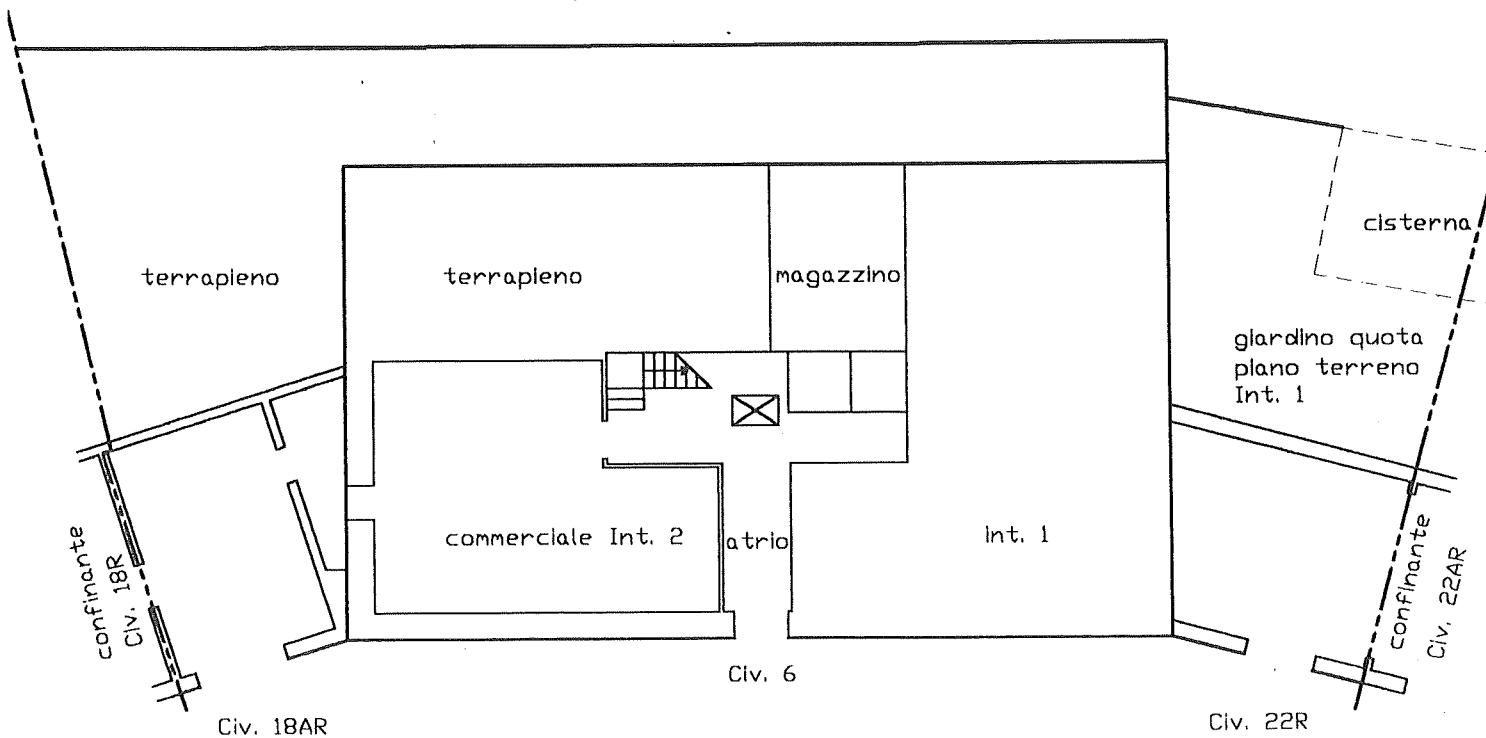 cisterna
terrapieno
terrapieno
magazzino
giardino quota
plano terreno
Int. 1
commerciale Int. 2
atrio
Int. 1
confinante
Civ. 18R
confinante
Civ. 22AR
Civ. 6
Civ. 18AR
Civ. 22R